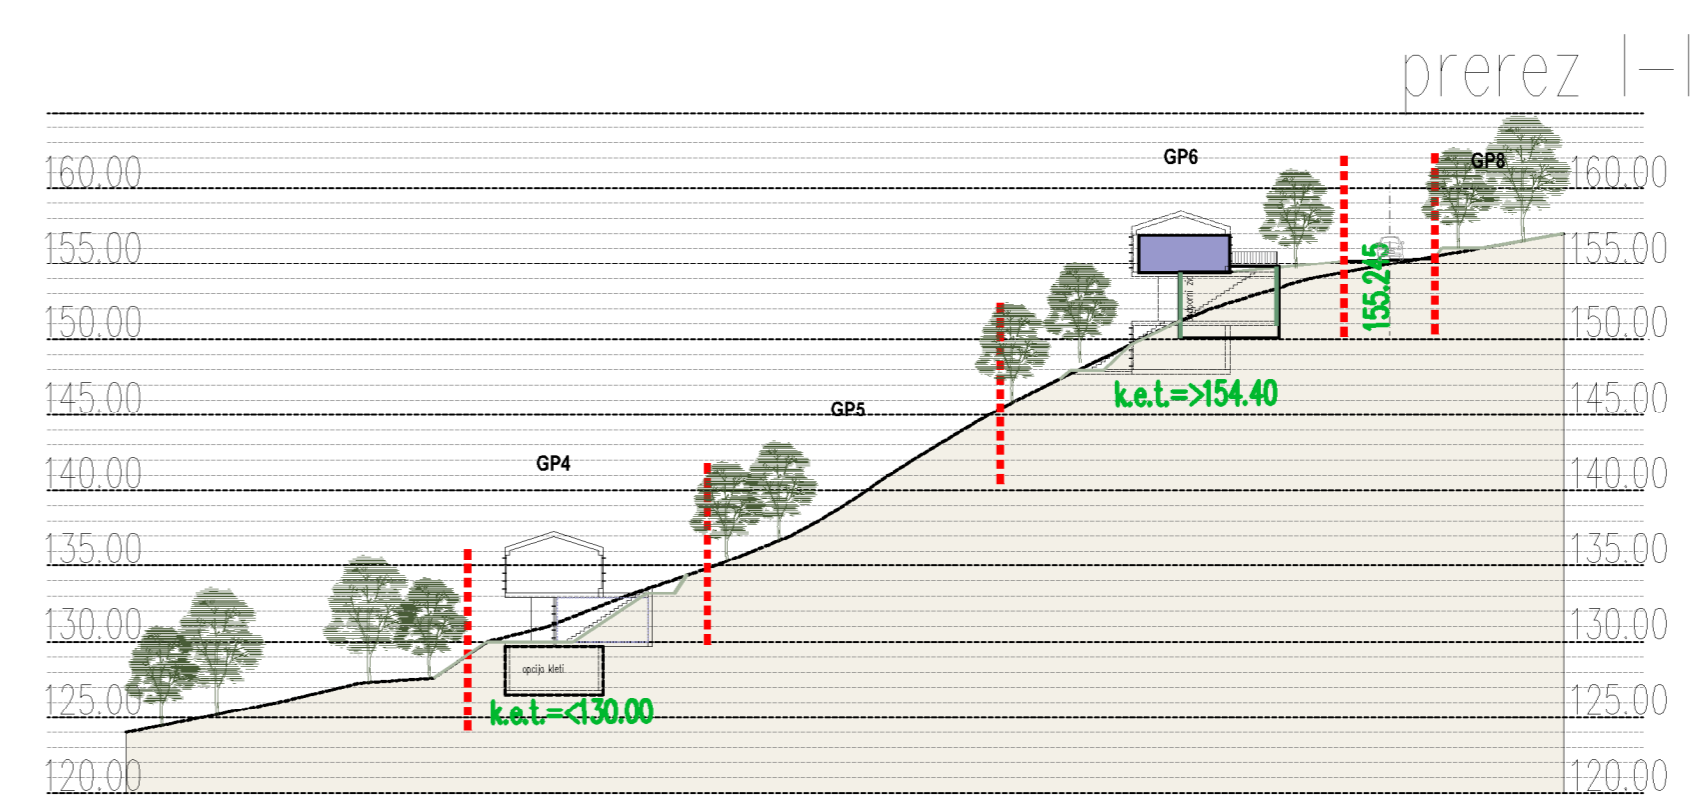 prerez I-I
GP6
GP8
160.00
160.00
155.00
155.00
155.245
oporni zid
150.00
150.00
k.e.t.=>154.40
145.00
145.00
GP5
GP4
140.00
140.00
135.00
135.00
130.00
130.00
opcija kleti
k.e.t.=<130.00
125.00
125.00
120.00
120.00